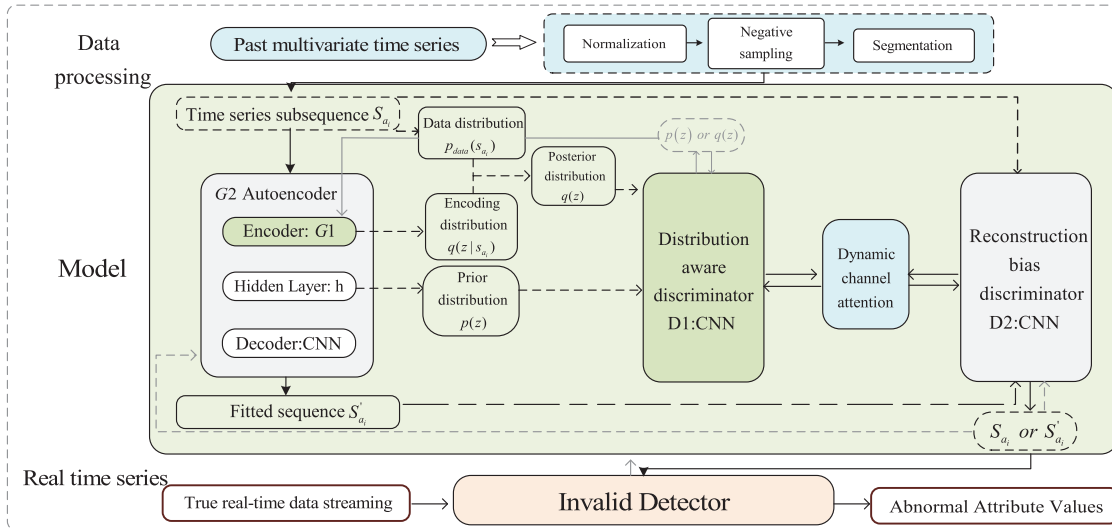 Data
processing
Past multivariate time series
Normalization
Negative
sampling
Segmentation
Model
Time series subsequence S_{a_i}
Data distribution
p_{data}(s_{a_i})
p(z) or q(z)
Posterior
distribution
q(z)
G2 Autoencoder
Encoder: G1
Hidden Layer: h
Decoder:CNN
Encoding
distribution
q(z | s_{a_i})
Prior
distribution
p(z)
Distribution
aware
discriminator
D1:CNN
Dynamic
channel
attention
Reconstruction
bias
discriminator
D2:CNN
Fitted sequence S'_{a_i}
S_{a_i} or S'_{a_i}
Real time series
True real-time data streaming
Invalid Detector
Abnormal Attribute Values